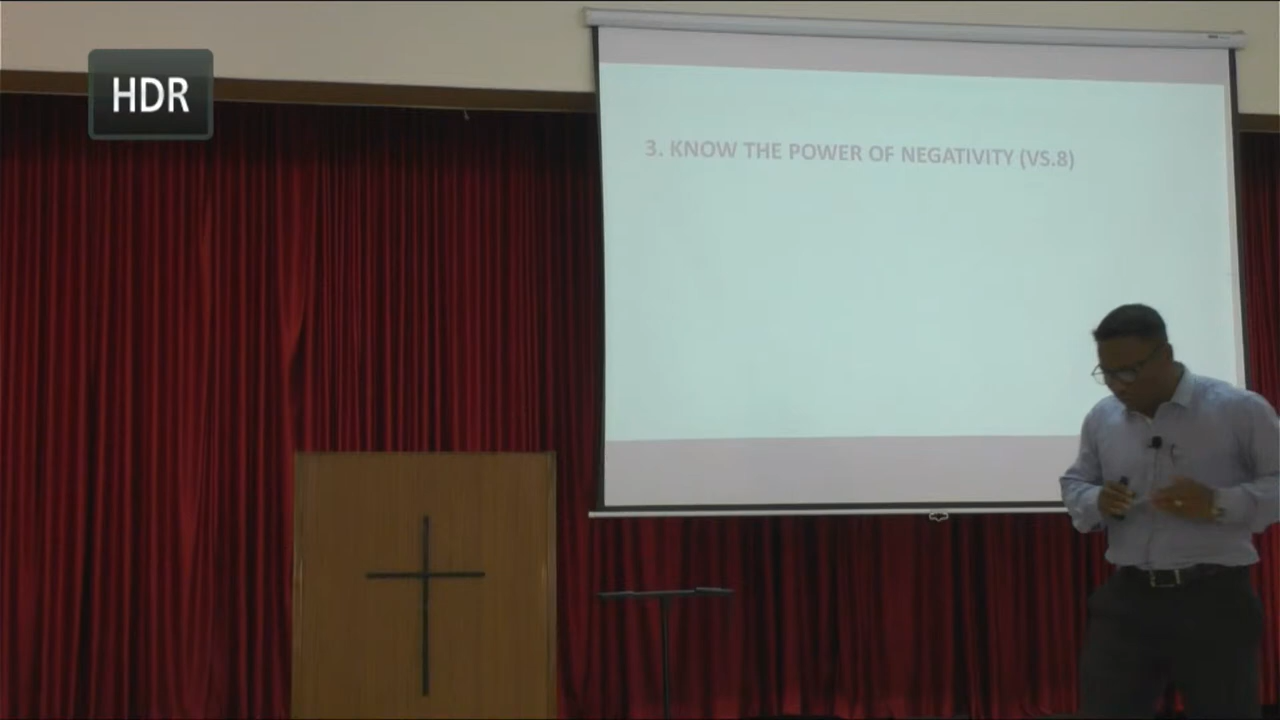 HDR
3. KNOW THE POWER OF NEGATIVITY (VS.8)